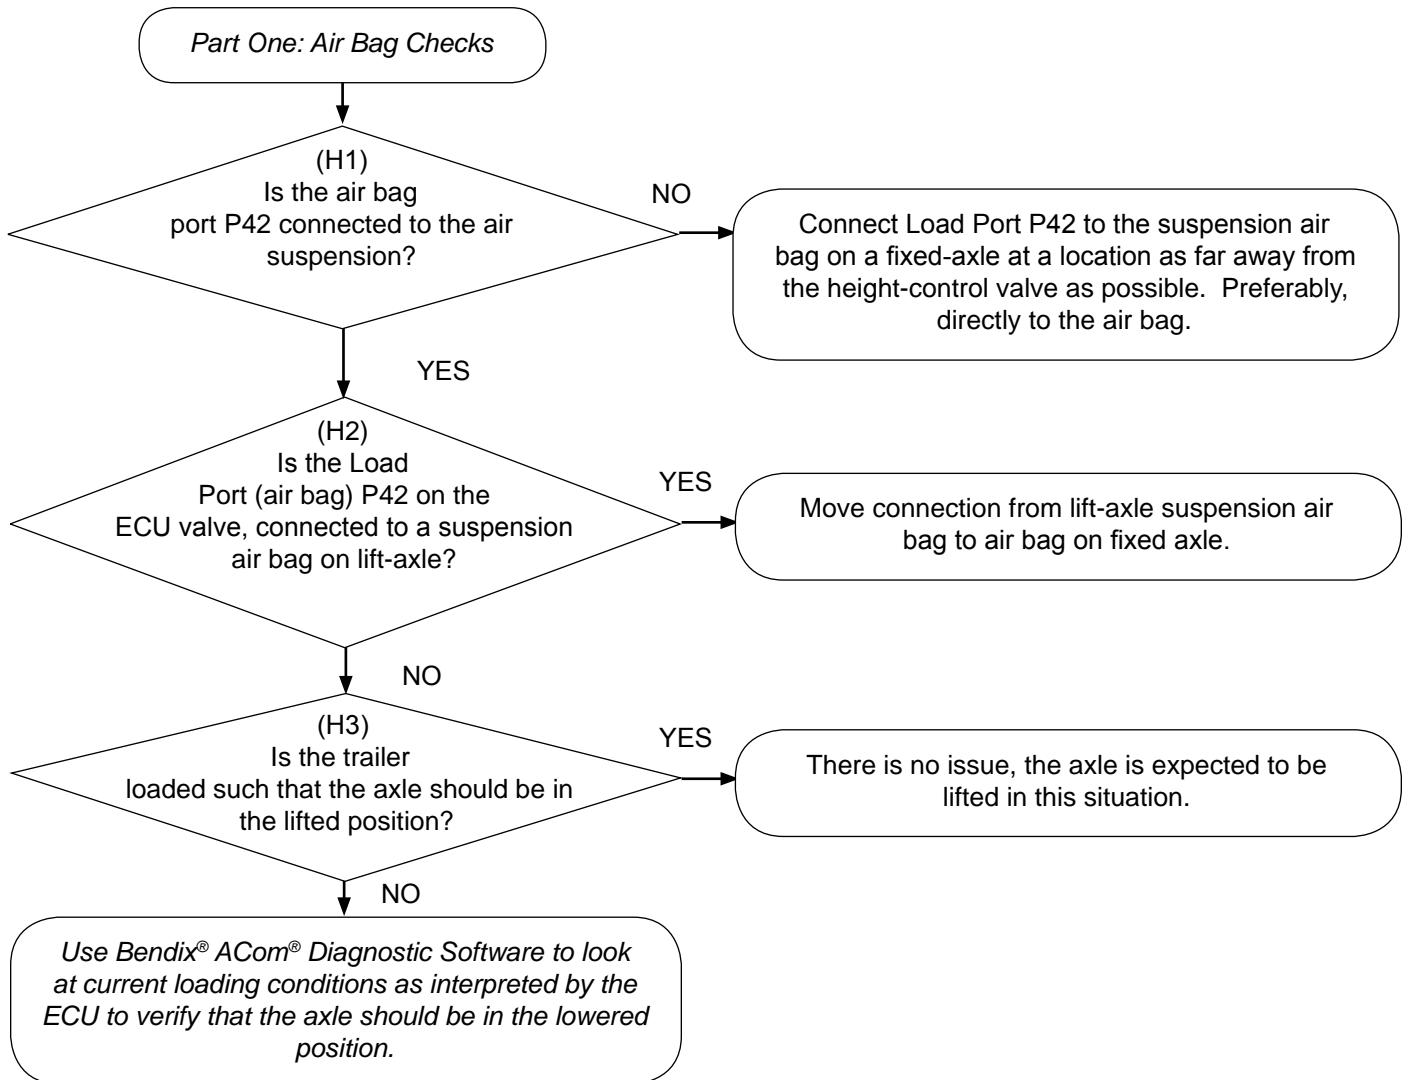 Part One: Air Bag Checks
(H1)
Is the air bag
port P42 connected to the air
suspension?
NO
Connect Load Port P42 to the suspension air
bag on a fixed-axle at a location as far away from
the height-control valve as possible.  Preferably,
directly to the air bag.
YES
(H2)
Is the Load
Port (air bag) P42 on the
ECU valve, connected to a suspension
air bag on lift-axle?
YES
Move connection from lift-axle suspension air
bag to air bag on fixed axle.
NO
(H3)
Is the trailer
loaded such that the axle should be in
the lifted position?
YES
There is no issue, the axle is expected to be
lifted in this situation.
NO
Use Bendix® ACom® Diagnostic Software to look
at current loading conditions as interpreted by the
ECU to verify that the axle should be in the lowered
position.